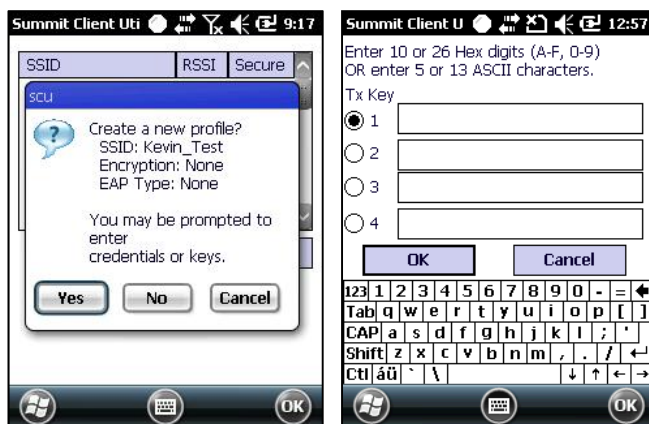 Summit Client Uti 9:17
SSID RSSI Secure
scu
Create a new profile?
SSID: Kevin_Test
Encryption: None
EAP Type: None
You may be prompted to
enter
credentials or keys.
Yes No Cancel
OK
Summit Client U 12:57
Enter 10 or 26 Hex digits (A-F, 0-9)
OR enter 5 or 13 ASCII characters.
Tx Key
1
2
3
4
OK Cancel
123 1 2 3 4 5 6 7 8 9 0 - =
Tab q w e r t y u i o p [ ]
CAP a s d f g h j k l ; '
Shift z x c v b n m , . /
Ctl áü ` \
OK